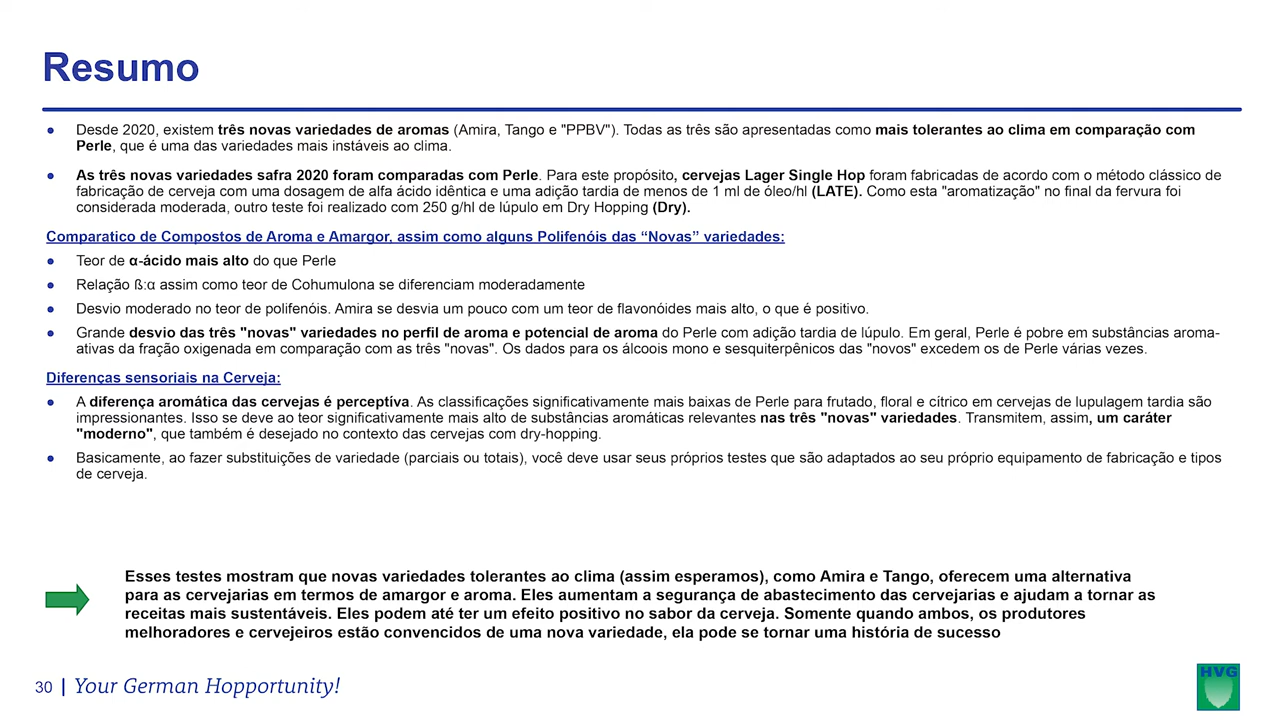 Resumo
● Desde 2020, existem três novas variedades de aromas (Amira, Tango e "PPBV"). Todas as três são apresentadas como mais tolerantes ao clima em comparação com
Perle, que é uma das variedades mais instáveis ao clima.
● As três novas variedades safra 2020 foram comparadas com Perle. Para este propósito, cervejas Lager Single Hop foram fabricadas de acordo com o método clássico de
fabricação de cerveja com uma dosagem de alfa ácido idêntica e uma adição tardia de menos de 1 ml de óleo/hl (LATE). Como esta "aromatização" no final da fervura foi
considerada moderada, outro teste foi realizado com 250 g/hl de lúpulo em Dry Hopping (Dry).
Comparatico de Compostos de Aroma e Amargor, assim como alguns Polifenóis das “Novas” variedades:
● Teor de α-ácido mais alto do que Perle
● Relação ß:α assim como teor de Cohumulona se diferenciam moderadamente
● Desvio moderado no teor de polifenóis. Amira se desvia um pouco com um teor de flavonóides mais alto, o que é positivo.
● Grande desvio das três "novas" variedades no perfil de aroma e potencial de aroma do Perle com adição tardia de lúpulo. Em geral, Perle é pobre em substâncias aroma-
ativas da fração oxigenada em comparação com as três "novas". Os dados para os álcoois mono e sesquiterpênicos das "novos" excedem os de Perle várias vezes.
Diferenças sensoriais na Cerveja:
● A diferença aromática das cervejas é perceptíva. As classificações significativamente mais baixas de Perle para frutado, floral e cítrico em cervejas de lupulagem tardia são
impressionantes. Isso se deve ao teor significativamente mais alto de substâncias aromáticas relevantes nas três "novas" variedades. Transmitem, assim, um caráter
"moderno", que também é desejado no contexto das cervejas com dry-hopping.
● Basicamente, ao fazer substituições de variedade (parciais ou totais), você deve usar seus próprios testes que são adaptados ao seu próprio equipamento de fabricação e tipos
de cerveja.
Esses testes mostram que novas variedades tolerantes ao clima (assim esperamos), como Amira e Tango, oferecem uma alternativa
para as cervejarias em termos de amargor e aroma. Eles aumentam a segurança de abastecimento das cervejarias e ajudam a tornar as
receitas mais sustentáveis. Eles podem até ter um efeito positivo no sabor da cerveja. Somente quando ambos, os produtores
melhoradores e cervejeiros estão convencidos de uma nova variedade, ela pode se tornar uma história de sucesso
30 | Your German Hopportunity!
HVG